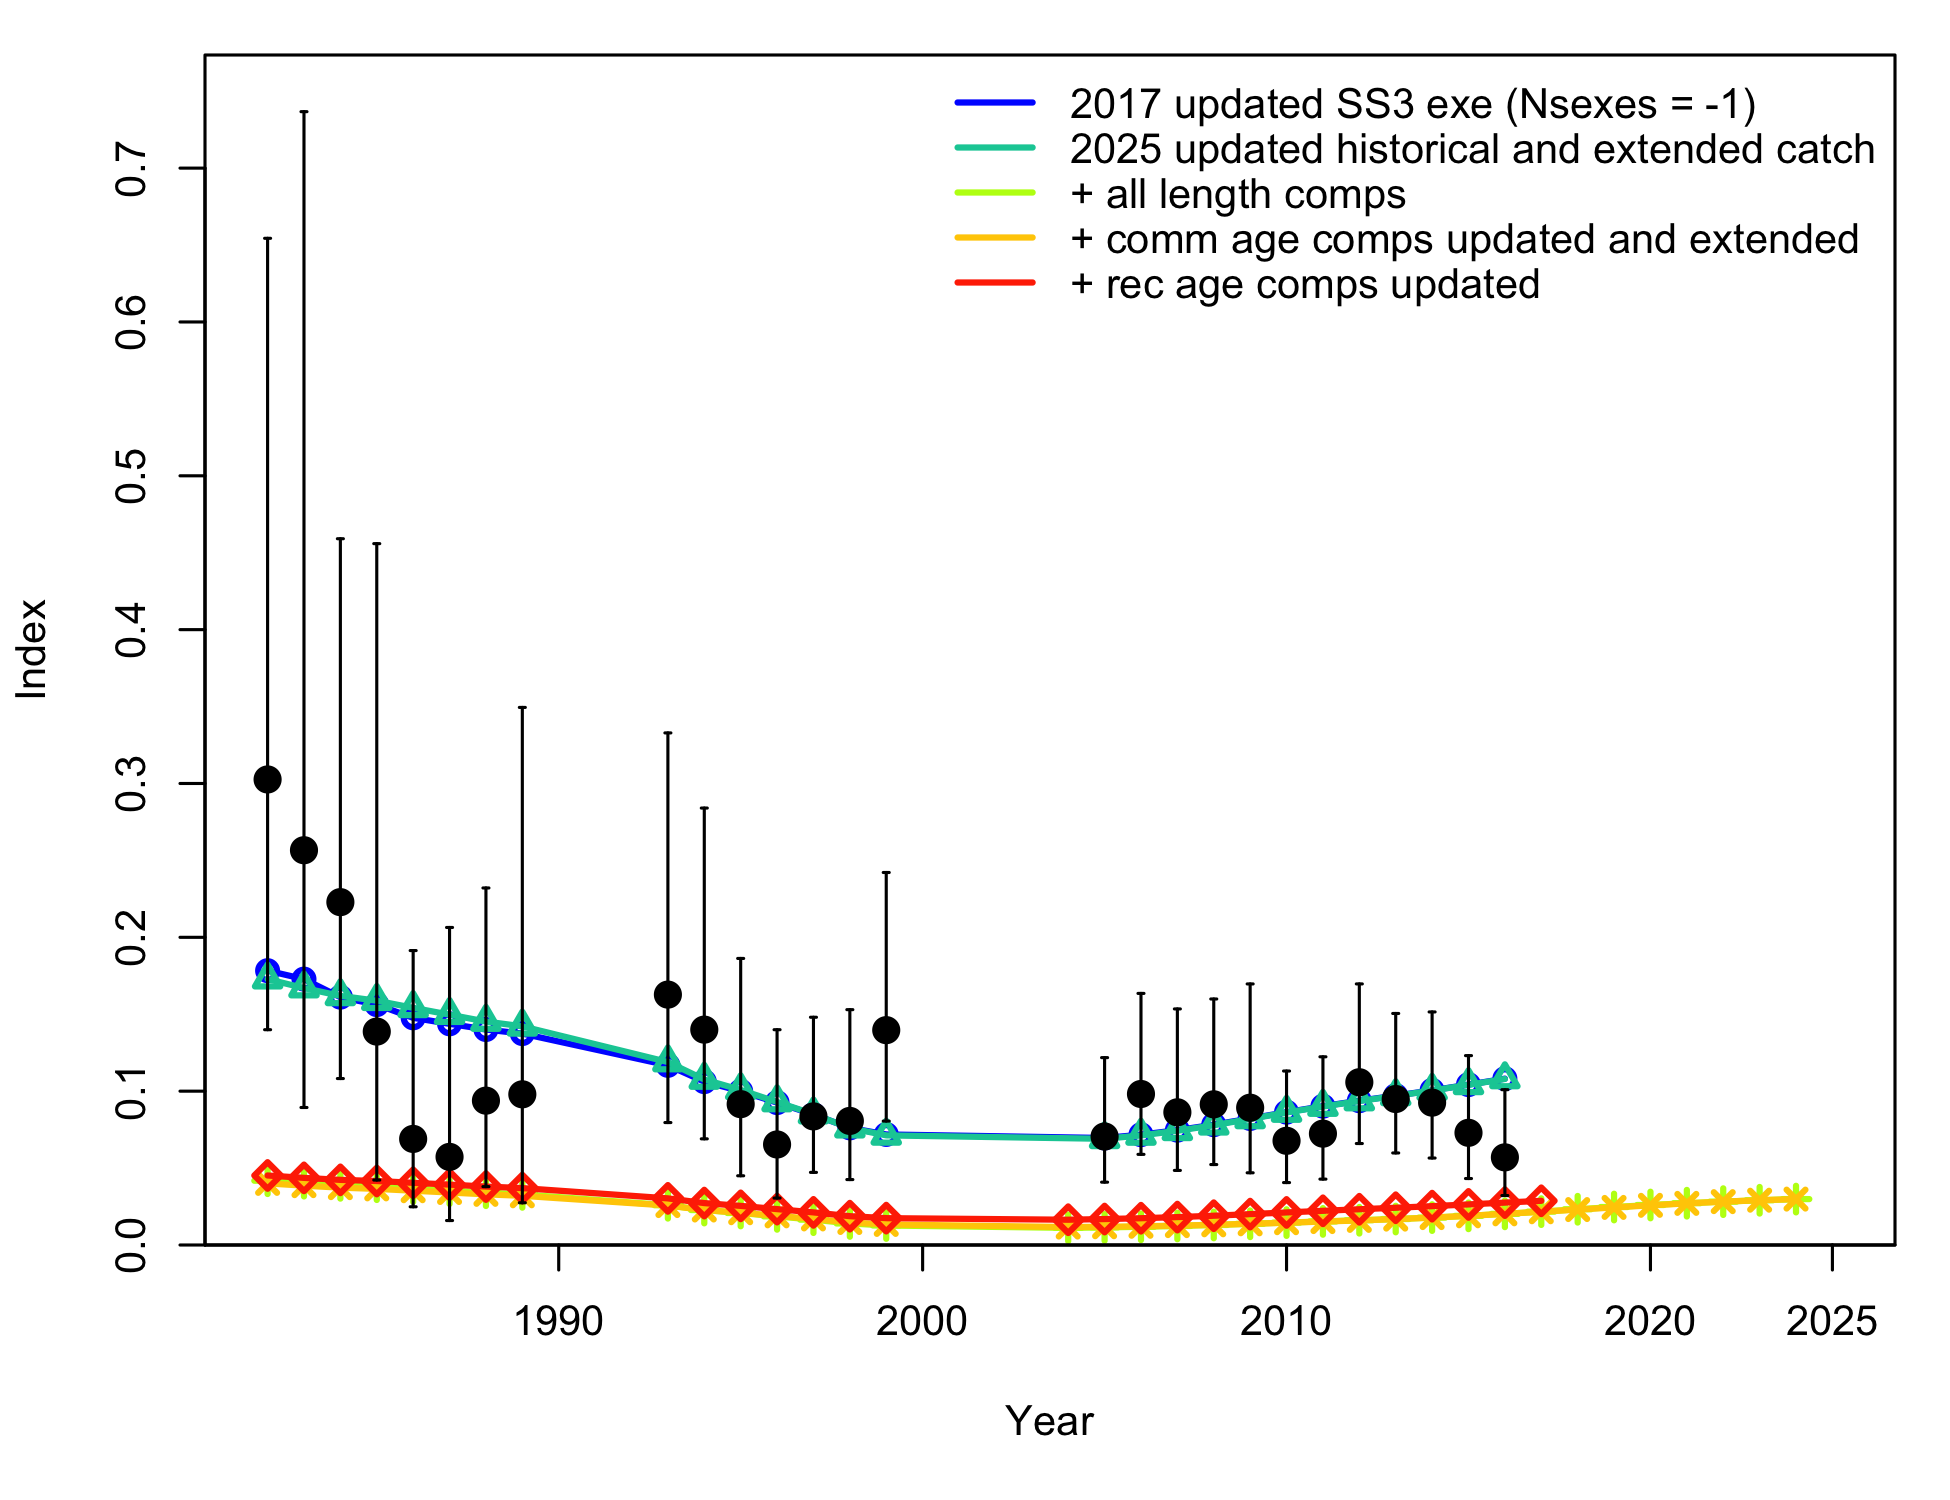 2017 updated SS3 exe (Nsexes = -1)
2025 updated historical and extended catch
+ all length comps
+ comm age comps updated and extended
+ rec age comps updated
0.7
0.6
0.5
0.4
0.3
0.2
0.1
0.0
Index
1990 2000 2010 2020 2025
Year